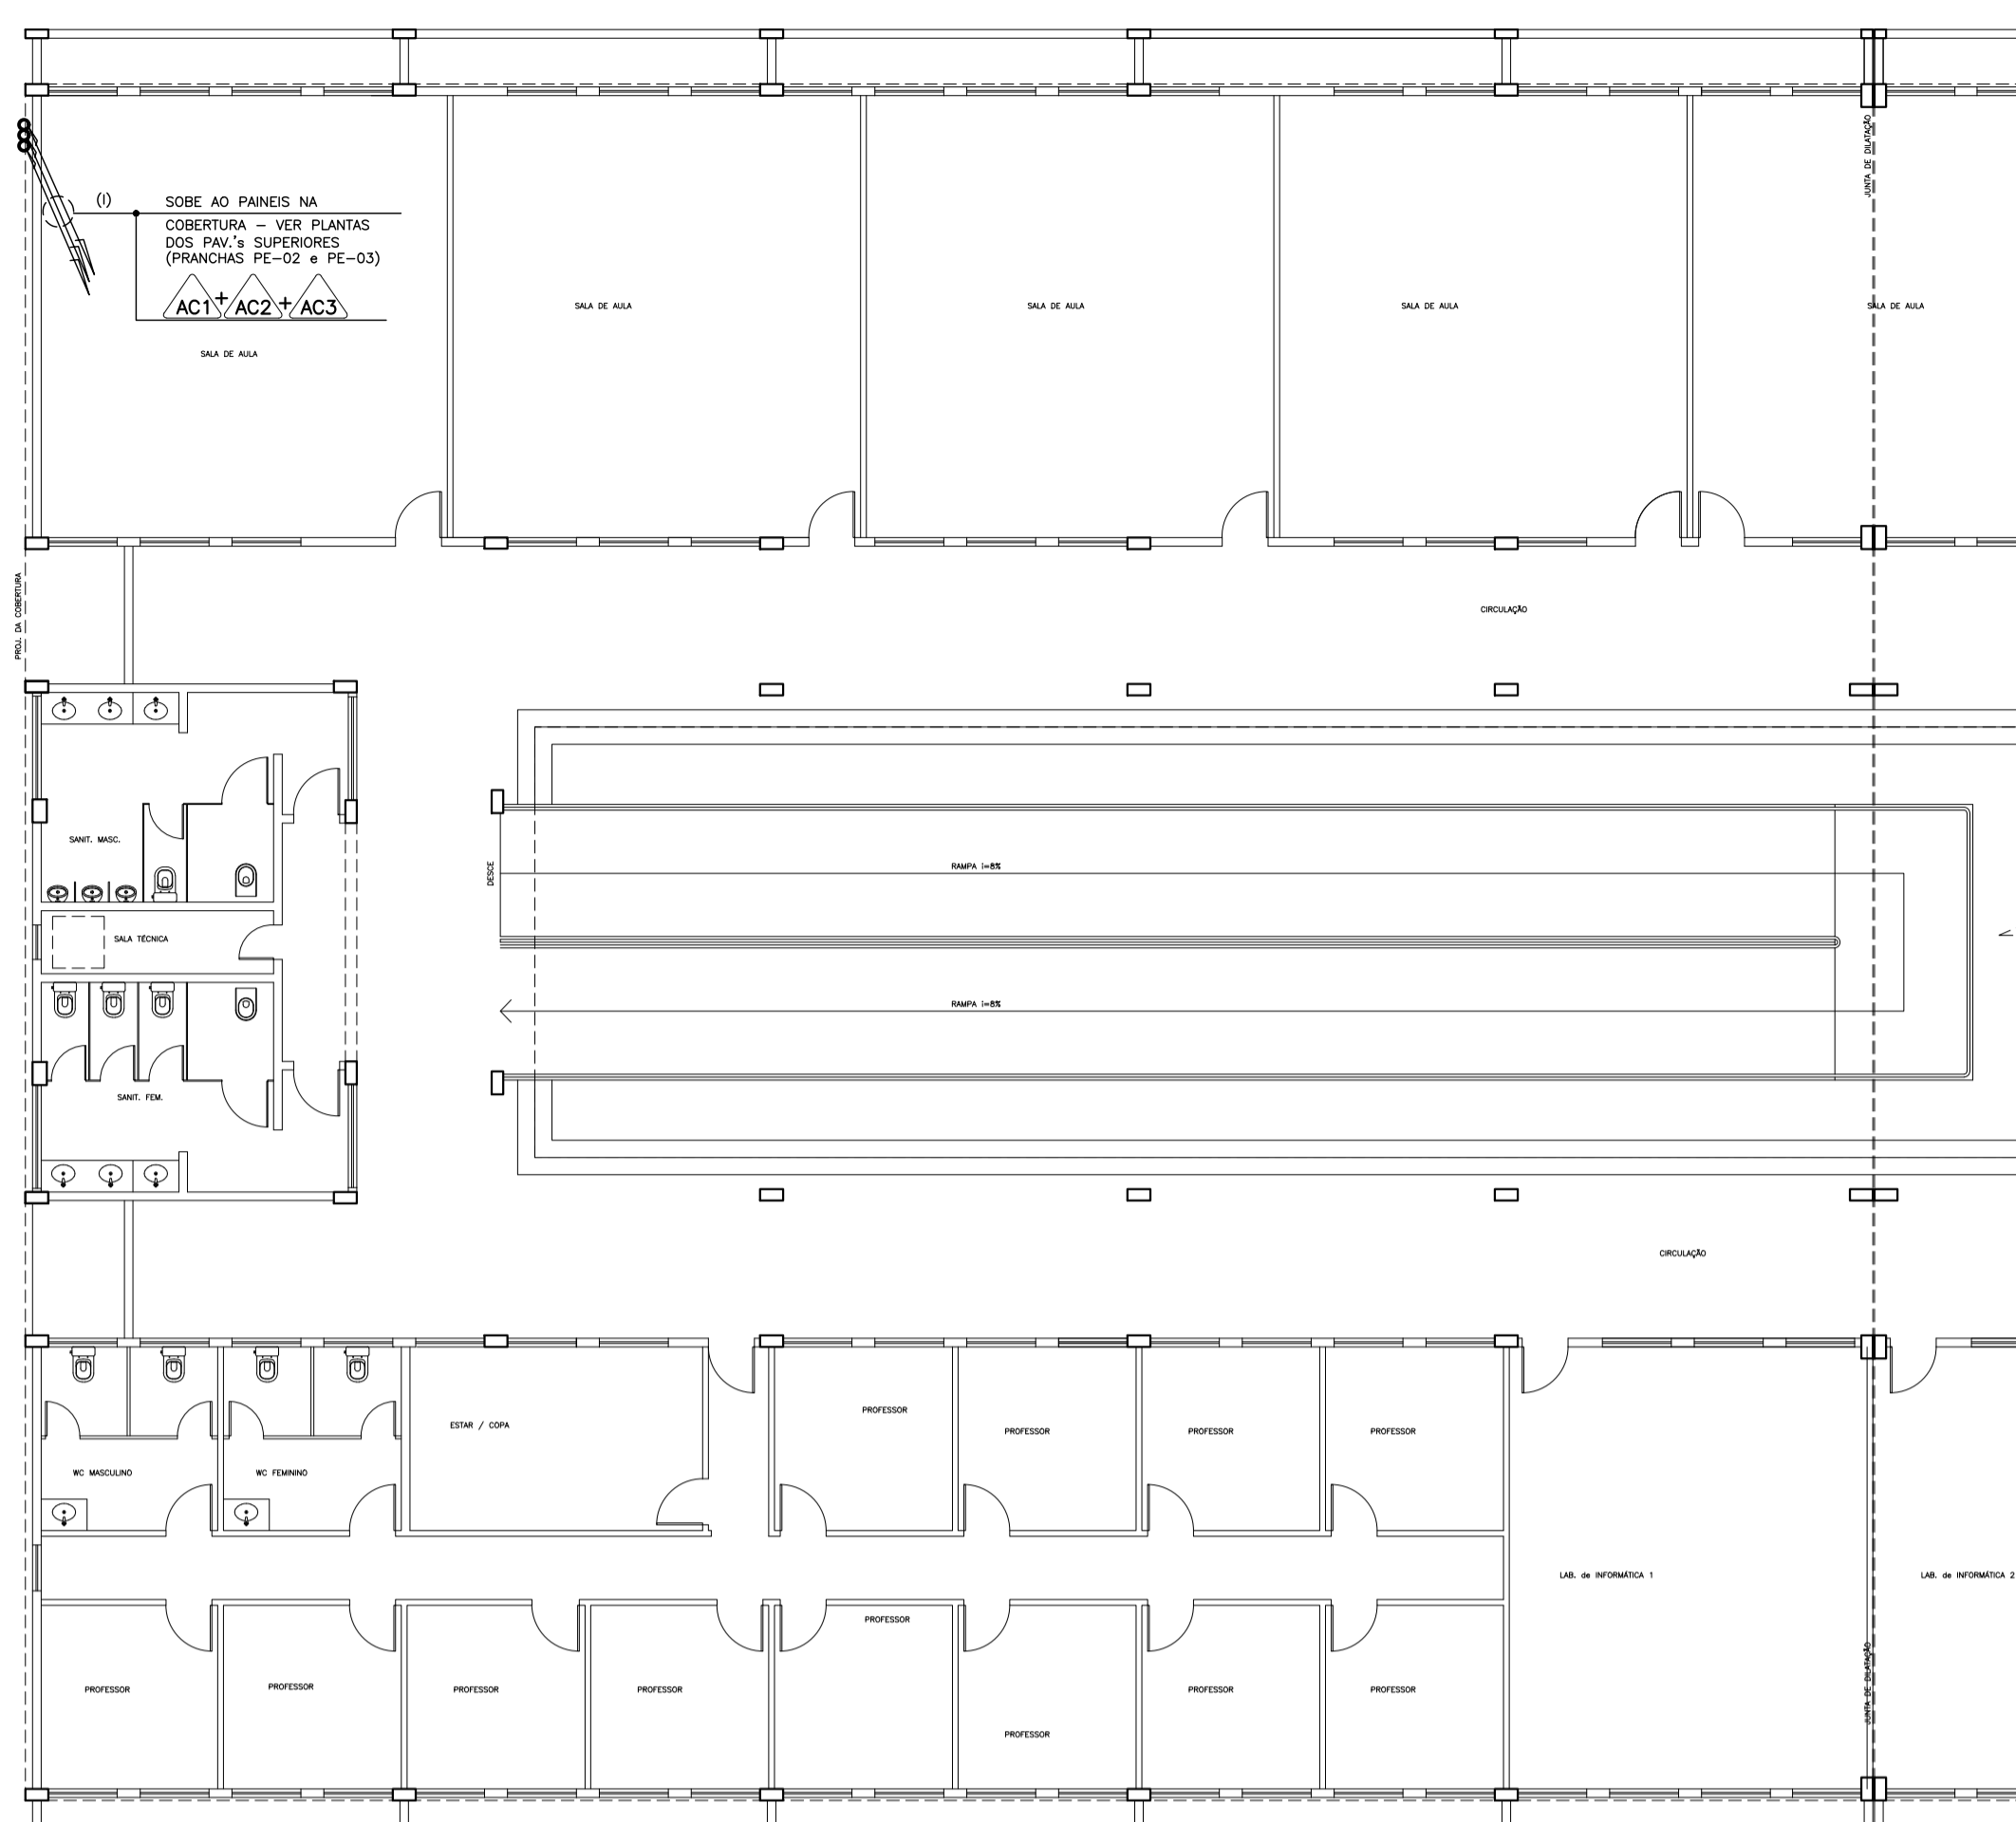 JUNTA DE DILATAÇÃO
(I)
SOBE AO PAINEIS NA
COBERTURA – VER PLANTAS
DOS PAV.'s SUPERIORES
(PRANCHAS PE–02 e PE–03)
AC1 + AC2 + AC3
SALA DE AULA
SALA DE AULA
SALA DE AULA
SALA DE AULA
SALA DE AULA
PROJ. DA COBERTURA
CIRCULAÇÃO
SANIT. MASC.
DESCE
RAMPA i=8%
SALA TÉCNICA
RAMPA i=8%
SANIT. FEM.
CIRCULAÇÃO
PROFESSOR
ESTAR / COPA
PROFESSOR
PROFESSOR
PROFESSOR
WC MASCULINO
WC FEMININO
LAB. de INFORMÁTICA 1
LAB. de INFORMÁTICA 2
PROFESSOR
PROFESSOR
PROFESSOR
PROFESSOR
PROFESSOR
PROFESSOR
PROFESSOR
PROFESSOR
JUNTA DE DILATAÇÃO